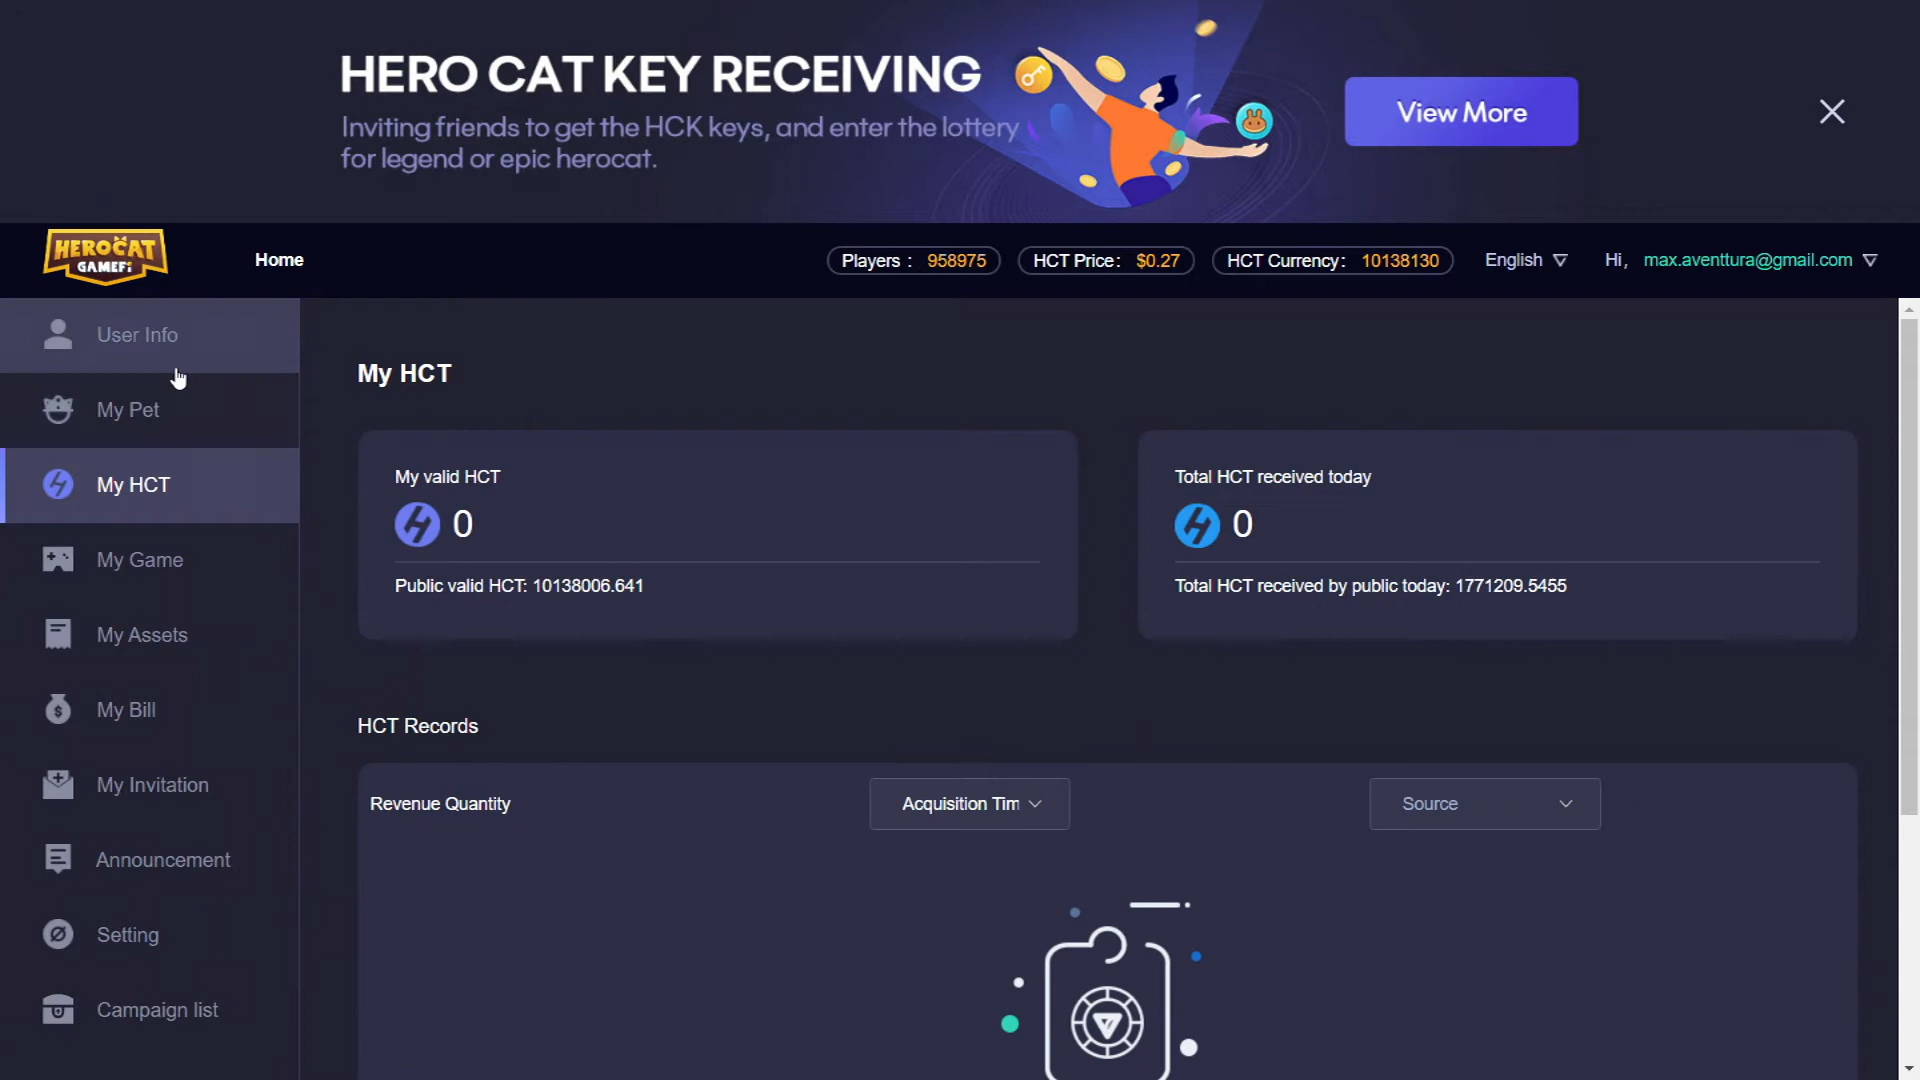 HERO CAT KEY RECEIVING
Inviting friends to get the HCK keys, and enter the lottery
for legend or epic herocat.
View More
HEROCAT
GAMEFi
Home
Players : 958975
HCT Price: $0.27
HCT Currency: 10138130
English
Hi, max.aventtura@gmail.com
User Info
My Pet
My HCT
My Game
My Assets
My Bill
My Invitation
Announcement
Setting
Campaign list
My HCT
My valid HCT
0
Public valid HCT: 10138006.641
Total HCT received today
0
Total HCT received by public today: 1771209.5455
HCT Records
Revenue Quantity
Acquisition Tim
Source